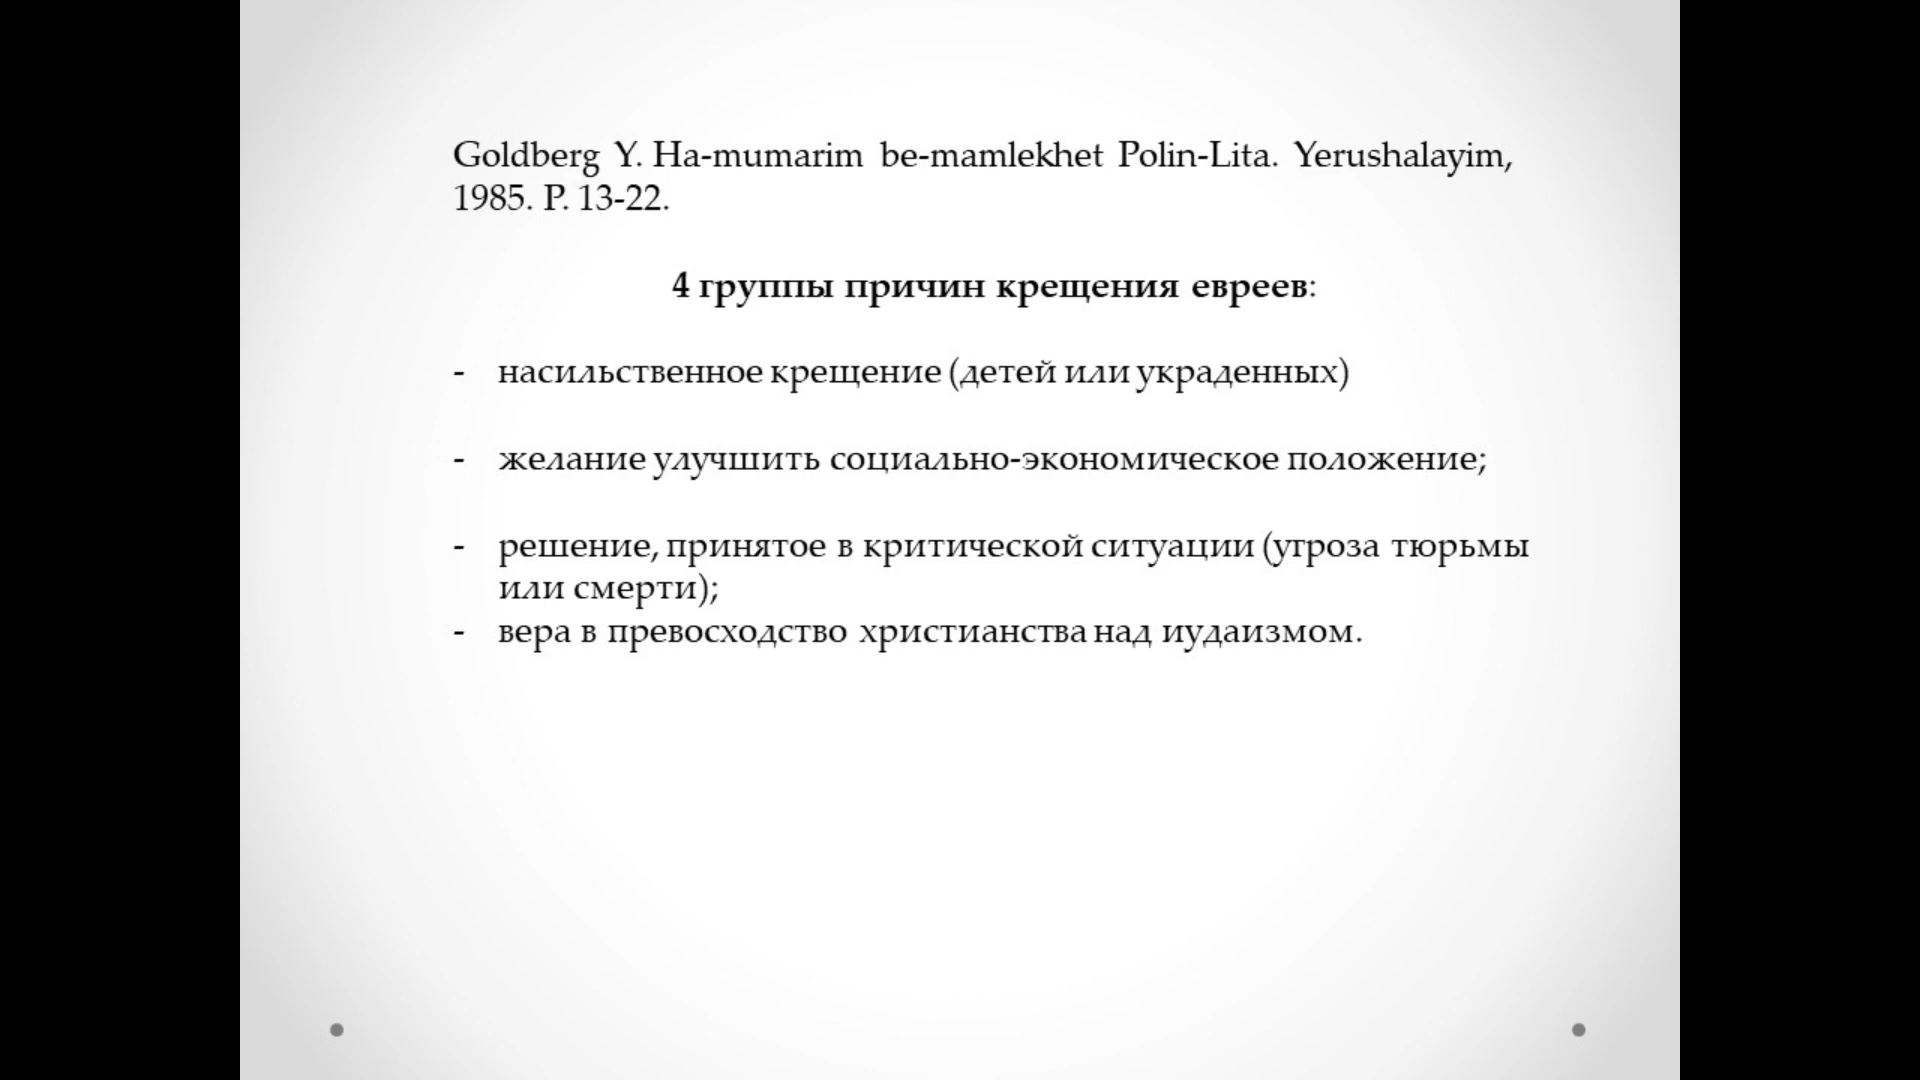 Goldberg Y. Ha-mumarim be-mamlekhet Polin-Lita. Yerushalayim,
1985. P. 13-22.
4 группы причин крещения евреев:
- насильственное крещение (детей или украденных)
- желание улучшить социально-экономическое положение;
- решение, принятое в критической ситуации (угроза тюрьмы
или смерти);
- вера в превосходство христианства над иудаизмом.